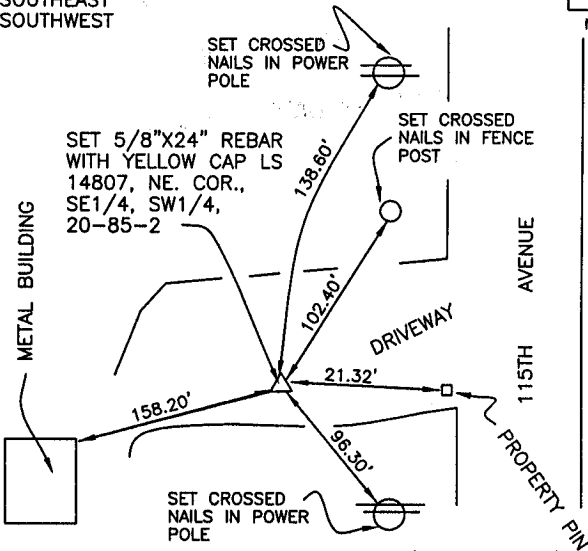 SOUTHEAST
SOUTHWEST
SET CROSSED
NAILS IN POWER
POLE
SET CROSSED
NAILS IN FENCE
POST
SET 5/8"X24" REBAR
WITH YELLOW CAP LS
14807, NE. COR.,
SE1/4, SW1/4,
20-85-2
138.60'
102.40'
METAL BUILDING
DRIVEWAY
115TH AVENUE
21.32'
158.20'
96.30'
PROPERTY PIN
SET CROSSED
NAILS IN POWER
POLE